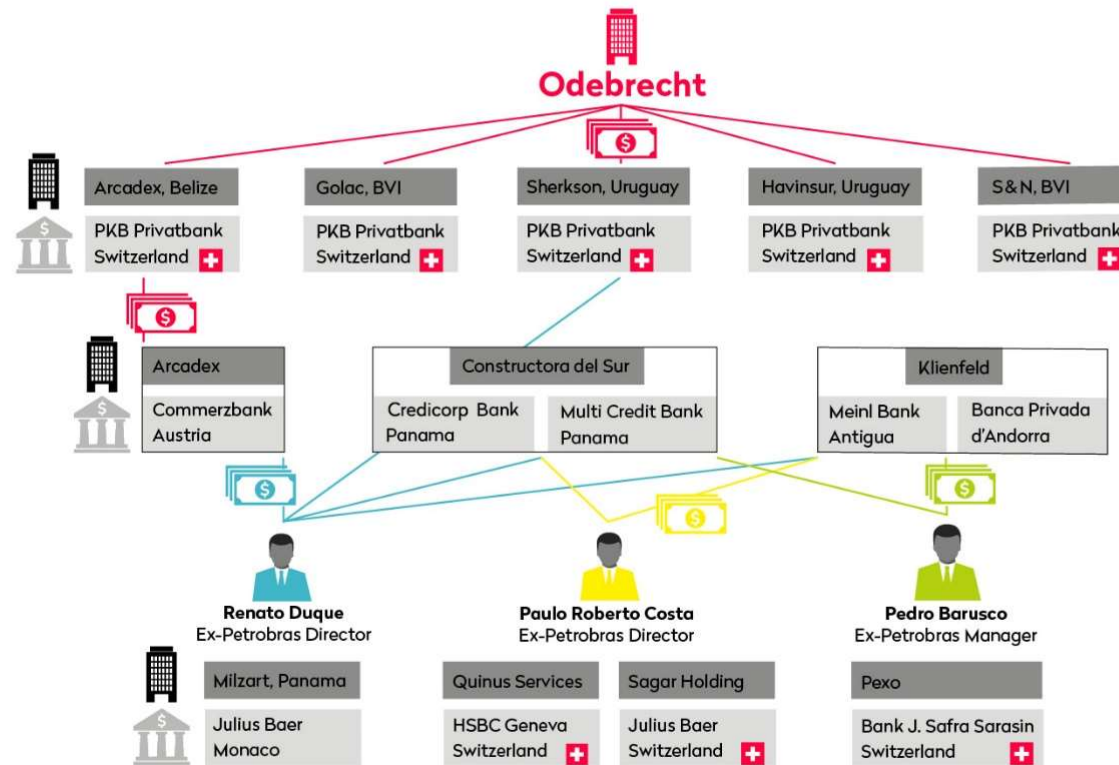 Odebrecht
Arcadex, Belize
Golac, BVI
Sherkson, Uruguay
Havinsur, Uruguay
S&N, BVI
PKB Privatbank
Switzerland
PKB Privatbank
Switzerland
PKB Privatbank
Switzerland
PKB Privatbank
Switzerland
PKB Privatbank
Switzerland
Arcadex
Commerzbank
Austria
Constructora del Sur
Credicorp Bank
Panama
Multi Credit Bank
Panama
Klienfeld
Meinl Bank
Antigua
Banca Privada
d'Andorra
Renato Duque
Ex-Petrobras Director
Paulo Roberto Costa
Ex-Petrobras Director
Pedro Barusco
Ex-Petrobras Manager
Milzart, Panama
Julius Baer
Monaco
Quinus Services
HSBC Geneva
Switzerland
Sagar Holding
Julius Baer
Switzerland
Pexo
Bank J. Safra Sarasin
Switzerland